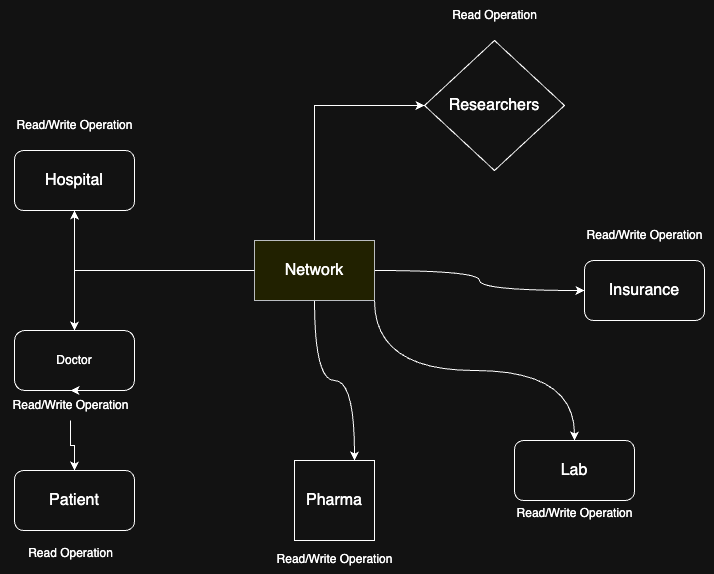 Read Operation
Researchers
Read/Write Operation
Hospital
Read/Write Operation
Network
Insurance
Doctor
Read/Write Operation
Lab
Patient
Pharma
Read/Write Operation
Read Operation
Read/Write Operation